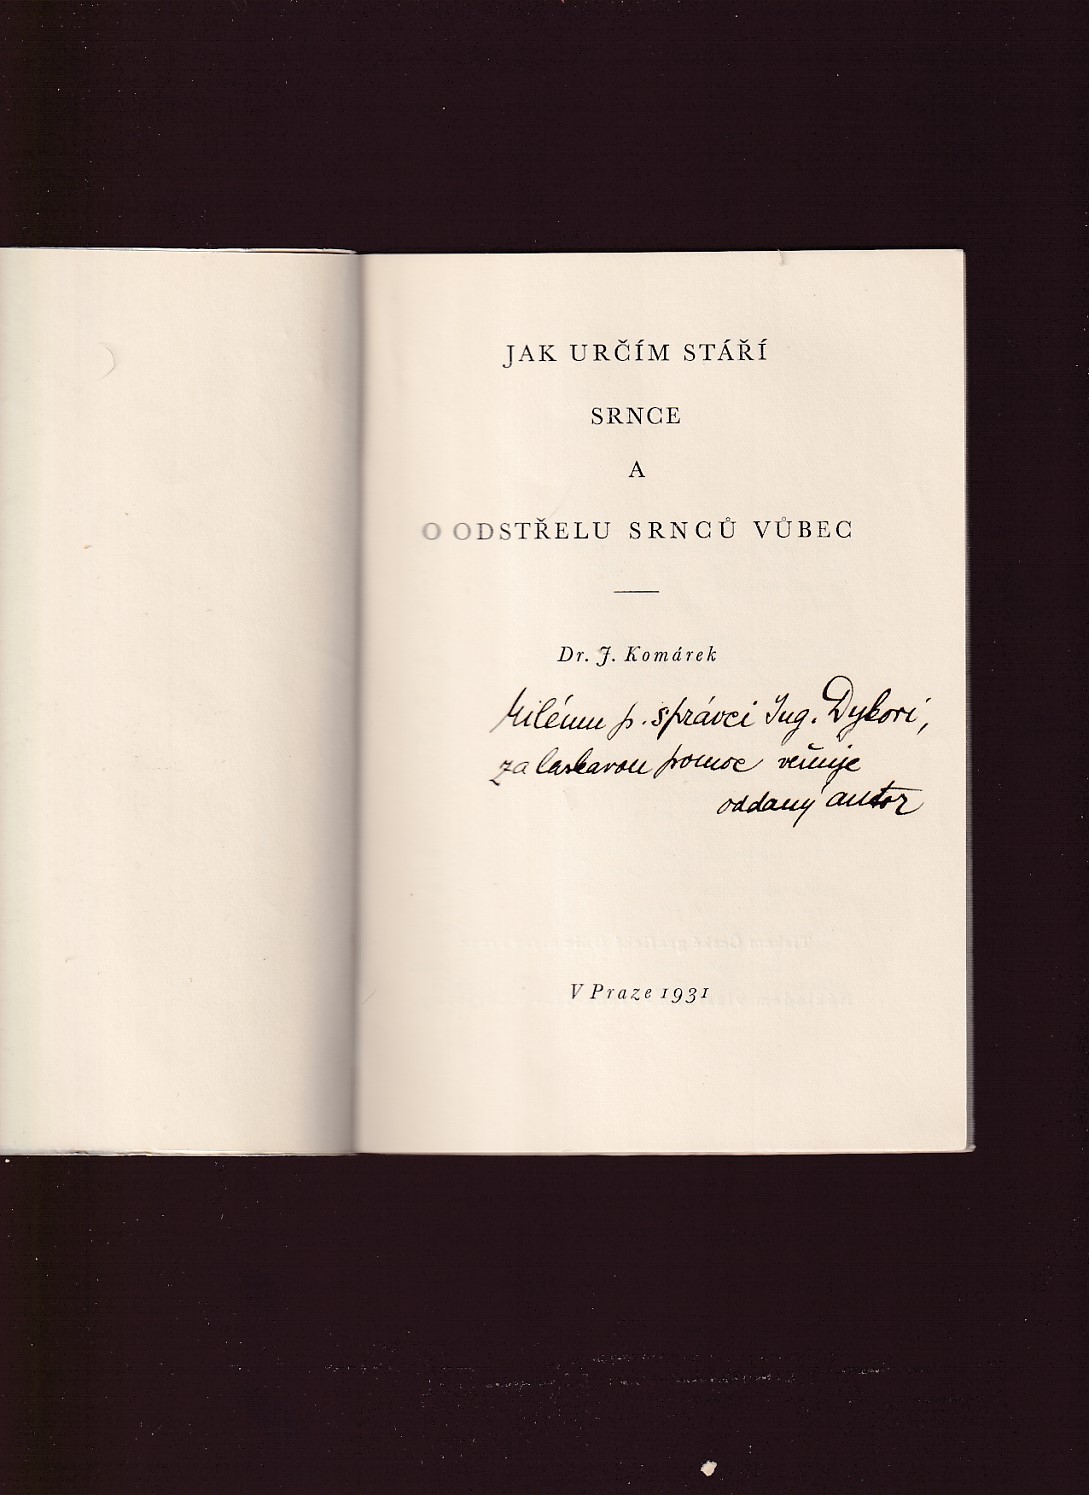 JAK URČÍM STÁŘÍ
SRNCE
A
O ODSTŘELU SRNCŮ VŮBEC
Dr. J. Komárek
Milému p. správci Ing. Dykovi,
za laskavou pomoc věnuje
oddaný autor
V Praze 1931